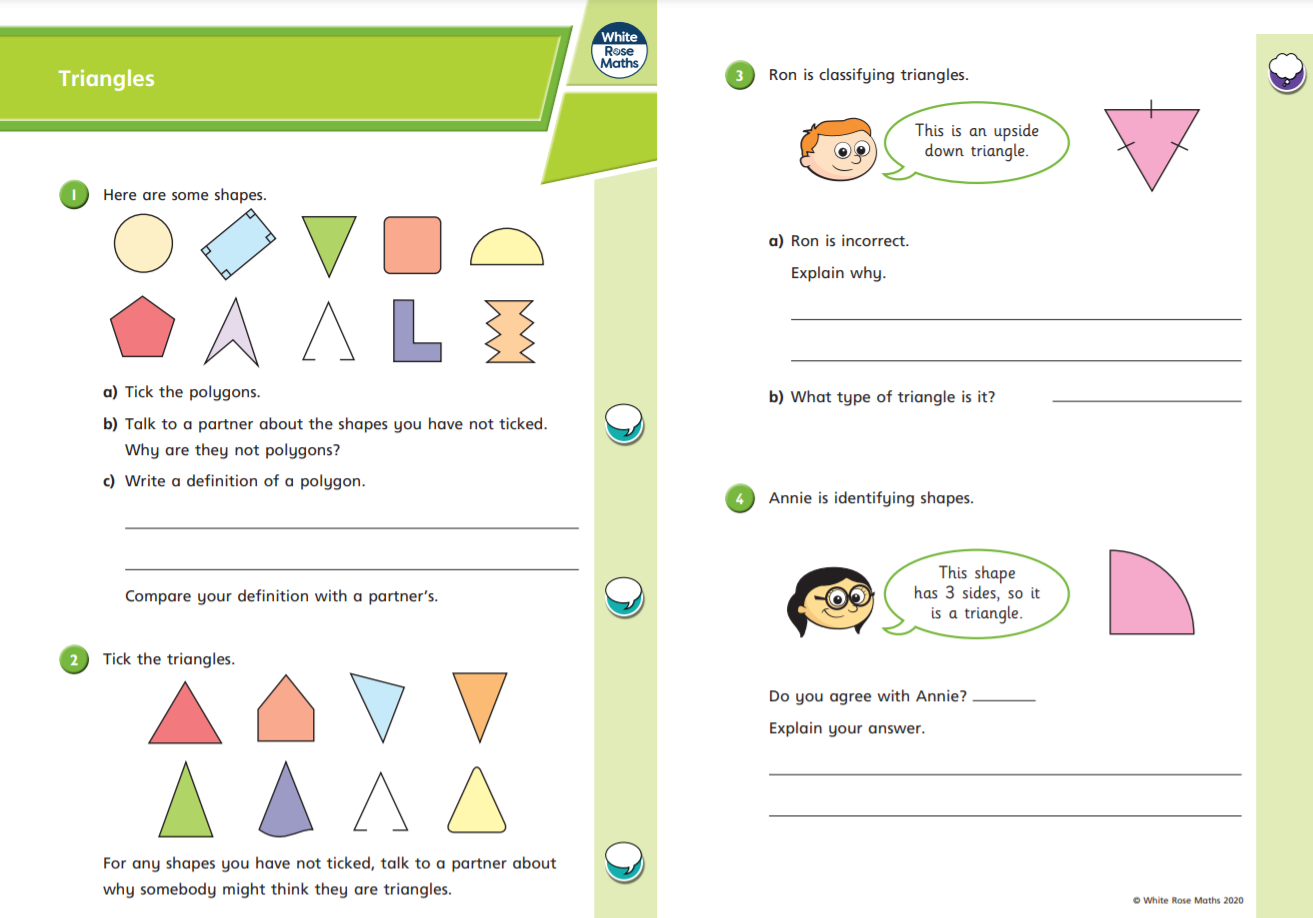 Triangles
White
Rose
Maths
1 Here are some shapes.
a) Tick the polygons.
b) Talk to a partner about the shapes you have not ticked.
Why are they not polygons?
c) Write a definition of a polygon.
Compare your definition with a partner's.
2 Tick the triangles.
For any shapes you have not ticked, talk to a partner about
why somebody might think they are triangles.
3 Ron is classifying triangles.
This is an upside
down triangle.
a) Ron is incorrect.
Explain why.
b) What type of triangle is it?
4 Annie is identifying shapes.
This shape
has 3 sides, so it
is a triangle.
Do you agree with Annie?
Explain your answer.
© White Rose Maths 2020